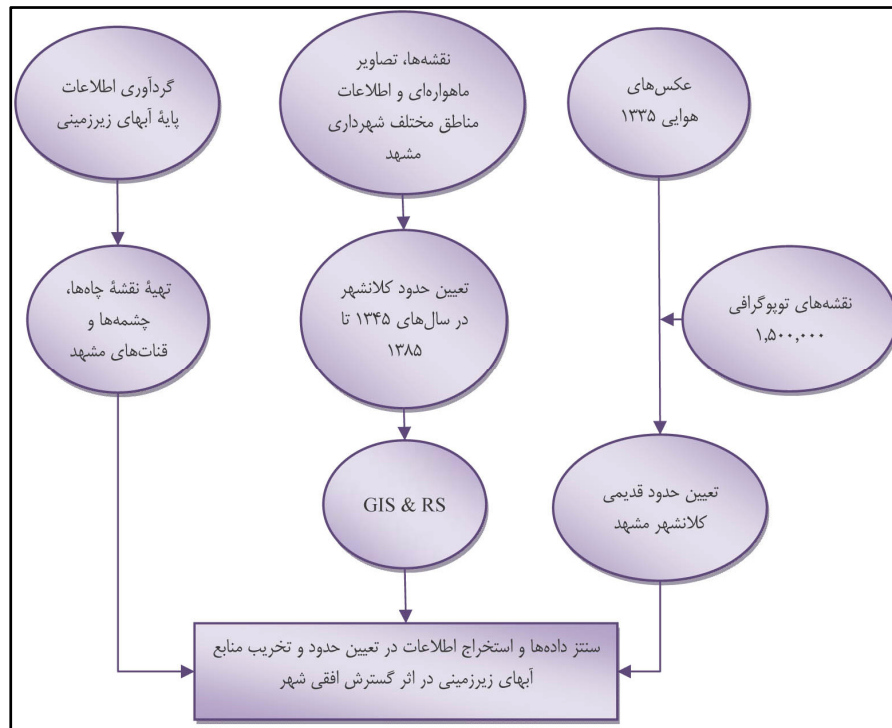 گردآوری اطلاعات
پایهٔ آبهای زیرزمینی
نقشه‌ها، تصاویر
ماهواره‌ای و اطلاعات
مناطق مختلف شهرداری
مشهد
عکس‌های
هوایی ۱۳۳۵
تهیهٔ نقشهٔ چاه‌ها،
چشمه‌ها و
قنات‌های مشهد
تعیین حدود کلانشهر
در سال‌های ۱۳۴۵ تا
۱۳۸۵
نقشه‌های توپوگرافی
۱,۵۰۰,۰۰۰
GIS & RS
تعیین حدود قدیمی
کلانشهر مشهد
سنتز داده‌ها و استخراج اطلاعات در تعیین حدود و تخریب منابع
آبهای زیرزمینی در اثر گسترش افقی شهر